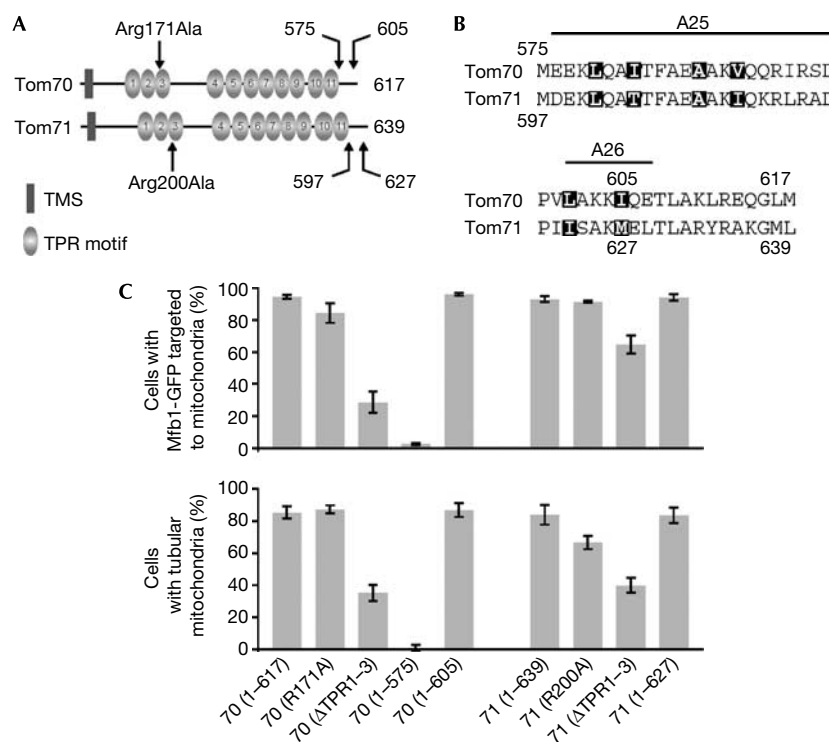 A
Arg171Ala
575
605
Tom70
1 2 3 4 5 6 7 8 9 10 11
617
Tom71
1 2 3 4 5 6 7 8 9 10 11
639
Arg200Ala
597
627
TMS
TPR motif
B
A25
575
Tom70 MEEKLQAITFAEAAKVQQRIRSD
Tom71 MDEKLQATTFAEAAKIQKRLRAD
597
A26
605 617
Tom70 PVLAKKIQETLAKLREQGLM
Tom71 PIISAKMELTLARYRAKGML
627 639
C
Cells with
Mfb1-GFP targeted
to mitochondria (%)
100
80
60
40
20
0
Cells
with tubular
mitochondria (%)
100
80
60
40
20
0
70 (1–617)
70 (R171A)
70 (ΔTPR1–3)
70 (1–575)
70 (1–605)
71 (1–639)
71 (R200A)
71 (ΔTPR1–3)
71 (1–627)